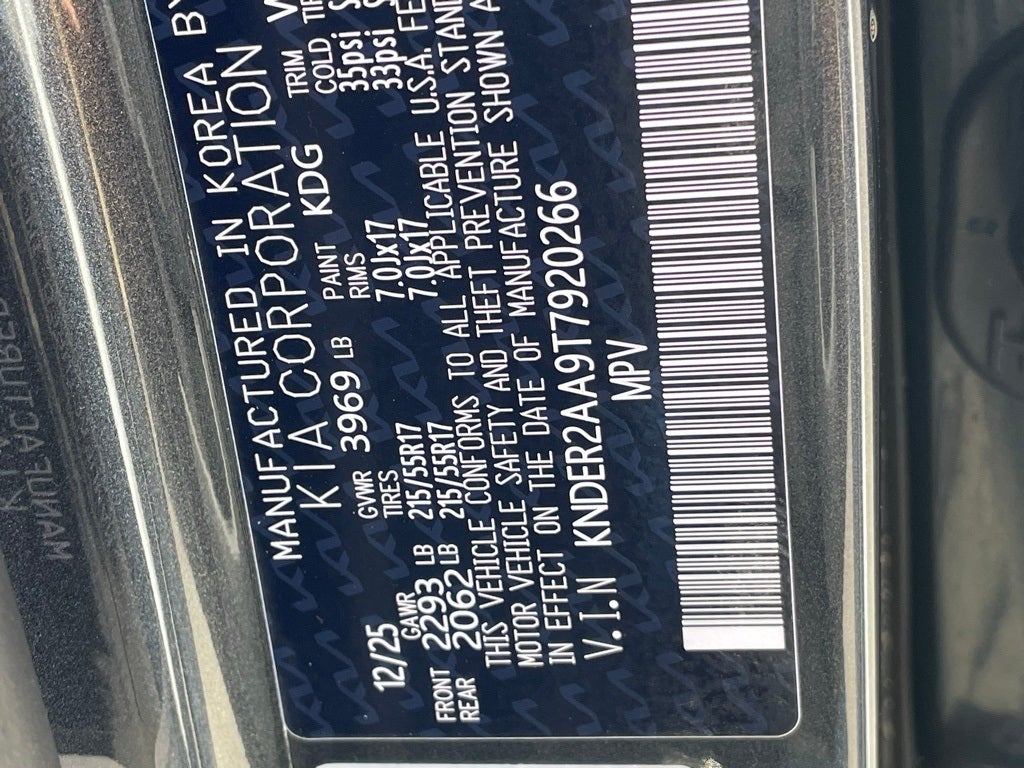 MANUFACTURED IN KOREA BY
KIA CORPORATION
12/25 GVWR 3969 LB PAINT KDG TRIM
GAWR TIRES RIMS COLD
FRONT 2293 LB 215/55R17 7.0Jx17 35psi
REAR 2062 LB 215/55R17 7.0Jx17 33psi
THIS VEHICLE CONFORMS TO ALL APPLICABLE U.S.A.
MOTOR VEHICLE SAFETY AND THEFT PREVENTION
IN EFFECT ON THE DATE OF MANUFACTURE SHOWN
V.I.N KNDER2AA9T7920266
MPV